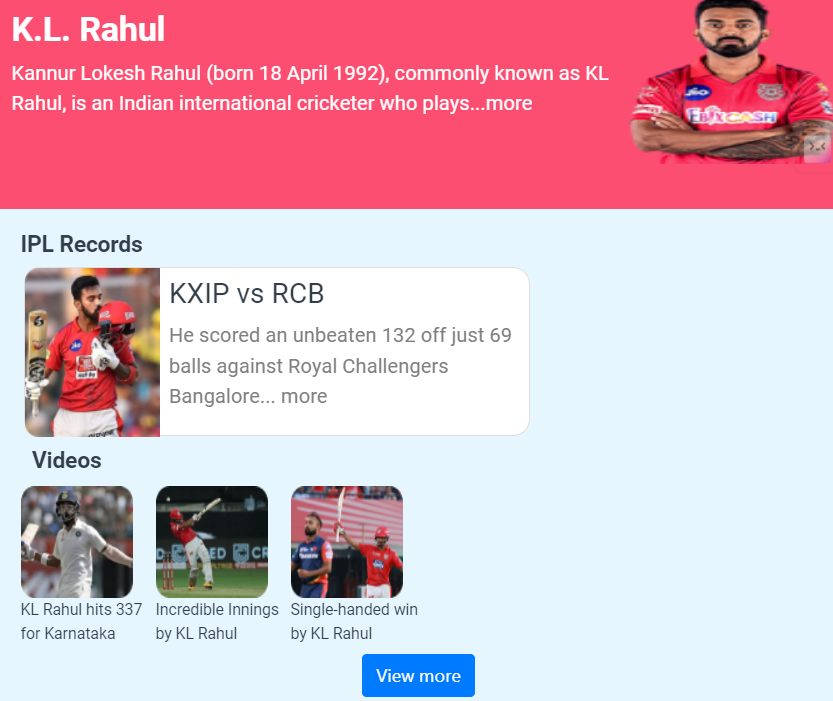 K.L. Rahul
Kannur Lokesh Rahul (born 18 April 1992), commonly known as KL
Rahul, is an Indian international cricketer who plays...more
EBIXCASH
IPL Records
KXIP vs RCB
He scored an unbeaten 132 off just 69
balls against Royal Challengers
Bangalore... more
Videos
KL Rahul hits 337
for Karnataka
Incredible Innings
by KL Rahul
Single-handed win
by KL Rahul
View more